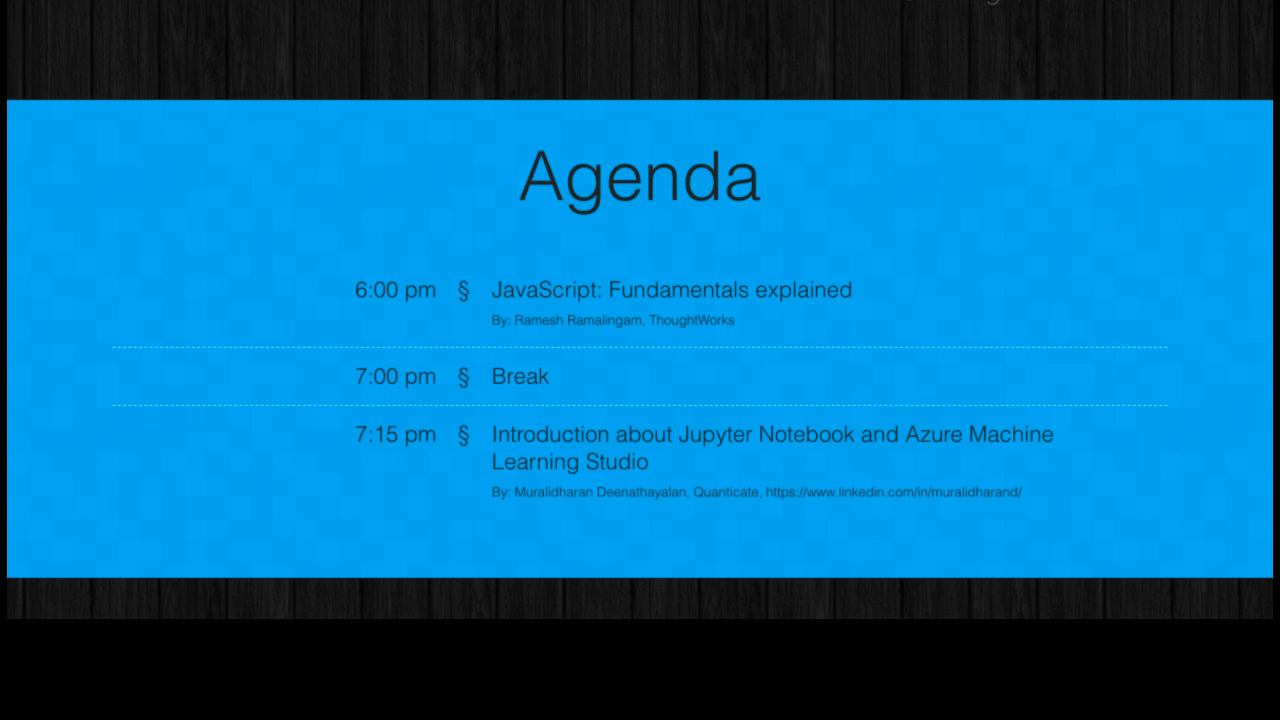 Agenda
6:00 pm § JavaScript: Fundamentals explained
By: Ramesh Ramalingam, ThoughtWorks
7:00 pm § Break
7:15 pm § Introduction about Jupyter Notebook and Azure Machine
Learning Studio
By: Muralidharan Deenathayalan, Quanticate, https://www.linkedin.com/in/muralidharand/